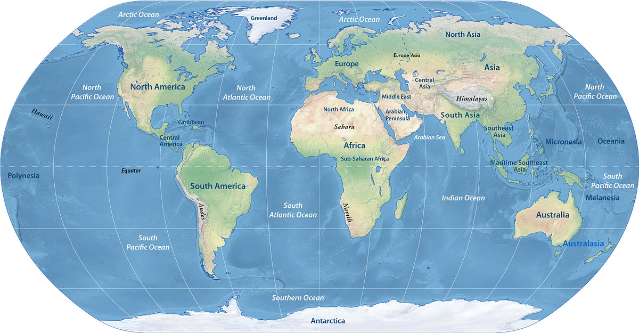 Arctic Ocean
Greenland
Arctic Ocean
North Asia
Europe
Europe Asia
Asia
North America
North
Pacific Ocean
North
Atlantic Ocean
Central
Asia
Middle East
Himalayas
North
Pacific Ocean
Hawaii
North Africa
Arabian
Peninsula
South Asia
Caribbean
Sahara
Arabian Sea
Southeast
Asia
Micronesia
Oceania
Central
America
Africa
Sub-Saharan Africa
Maritime Southeast
Asia
Polynesia
Equator
South America
South
Pacific Ocean
Indian Ocean
Melanesia
Andes
South
Atlantic Ocean
Namib
Australia
South
Pacific Ocean
Australasia
Southern Ocean
Antarctica